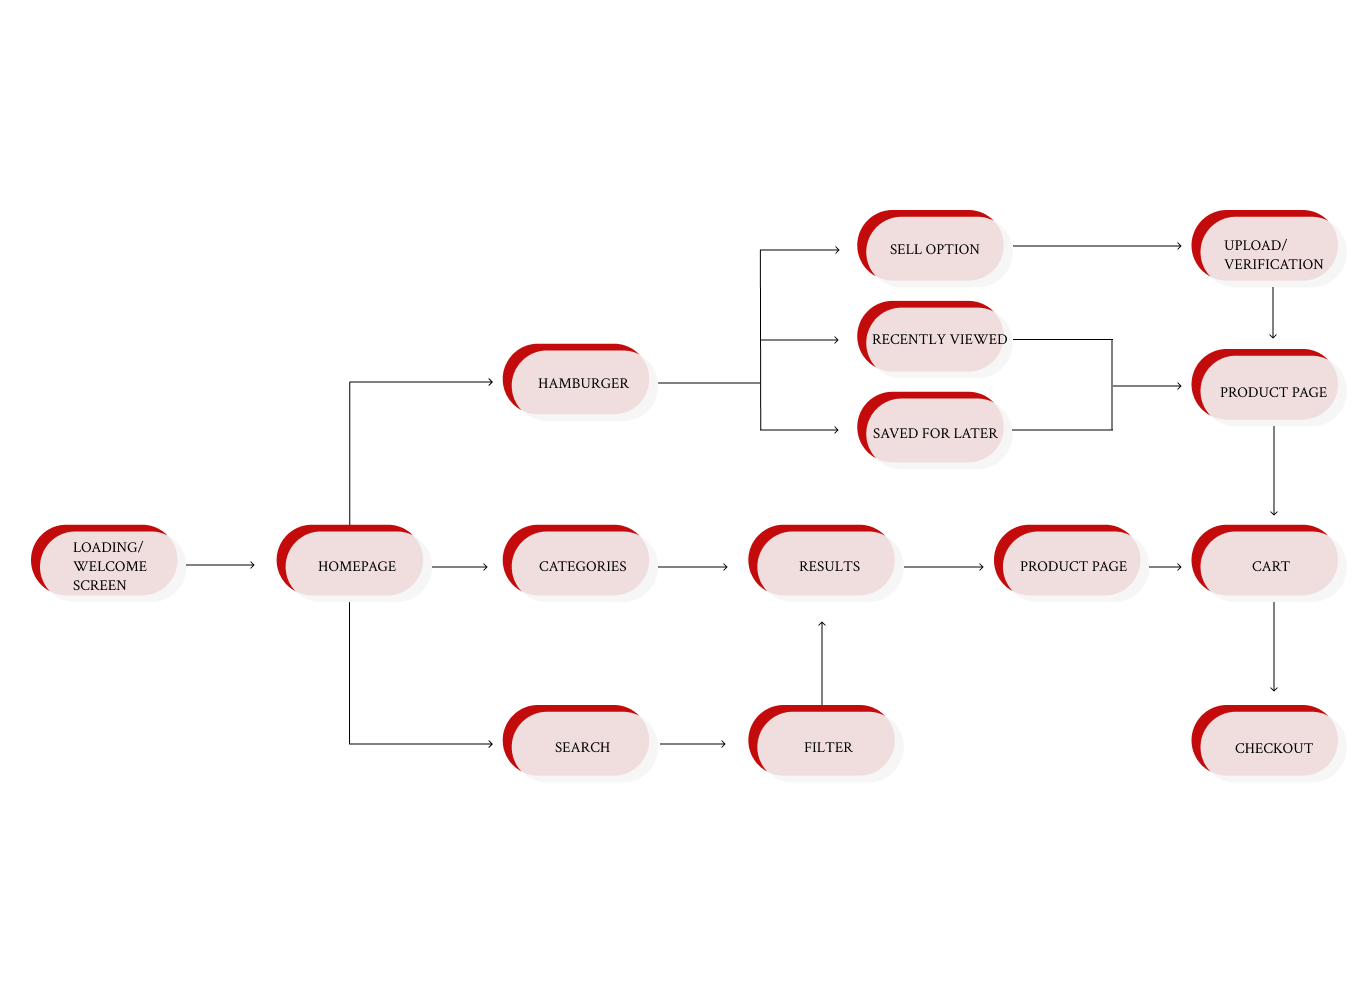 SELL OPTION
UPLOAD/
VERIFICATION
RECENTLY VIEWED
HAMBURGER
PRODUCT PAGE
SAVED FOR LATER
LOADING/
WELCOME
SCREEN
HOMEPAGE
CATEGORIES
RESULTS
PRODUCT PAGE
CART
SEARCH
FILTER
CHECKOUT